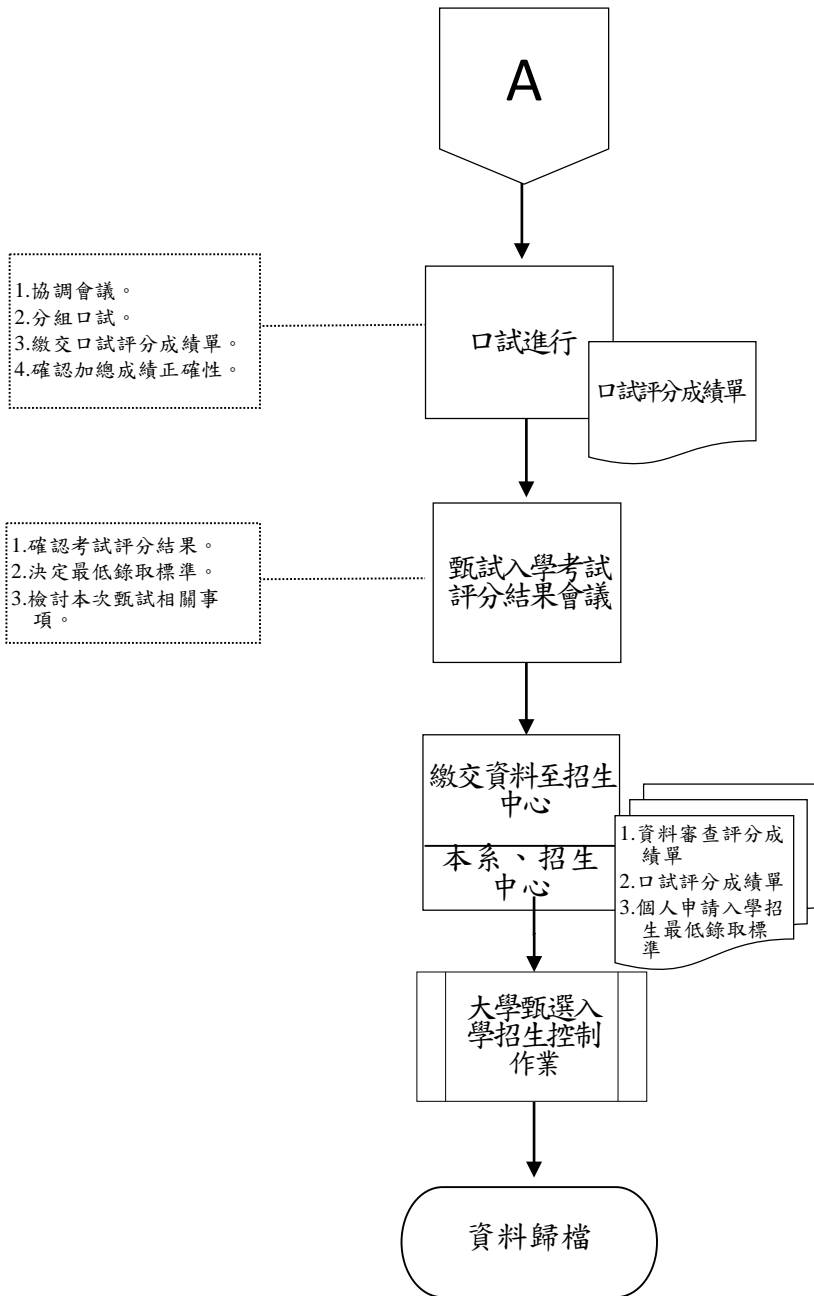 A
1.協調會議。
2.分組口試。
3.繳交口試評分成績單。
4.確認加總成績正確性。
口試進行
口試評分成績單
1.確認考試評分結果。
2.決定最低錄取標準。
3.檢討本次甄試相關事
項。
甄試入學考試
評分結果會議
繳交資料至招生
中心
本系、招生
中心
1.資料審查評分成
績單
2.口試評分成績單
3.個人申請入學招
生最低錄取標
準
大學甄選入
學招生控制
作業
資料歸檔